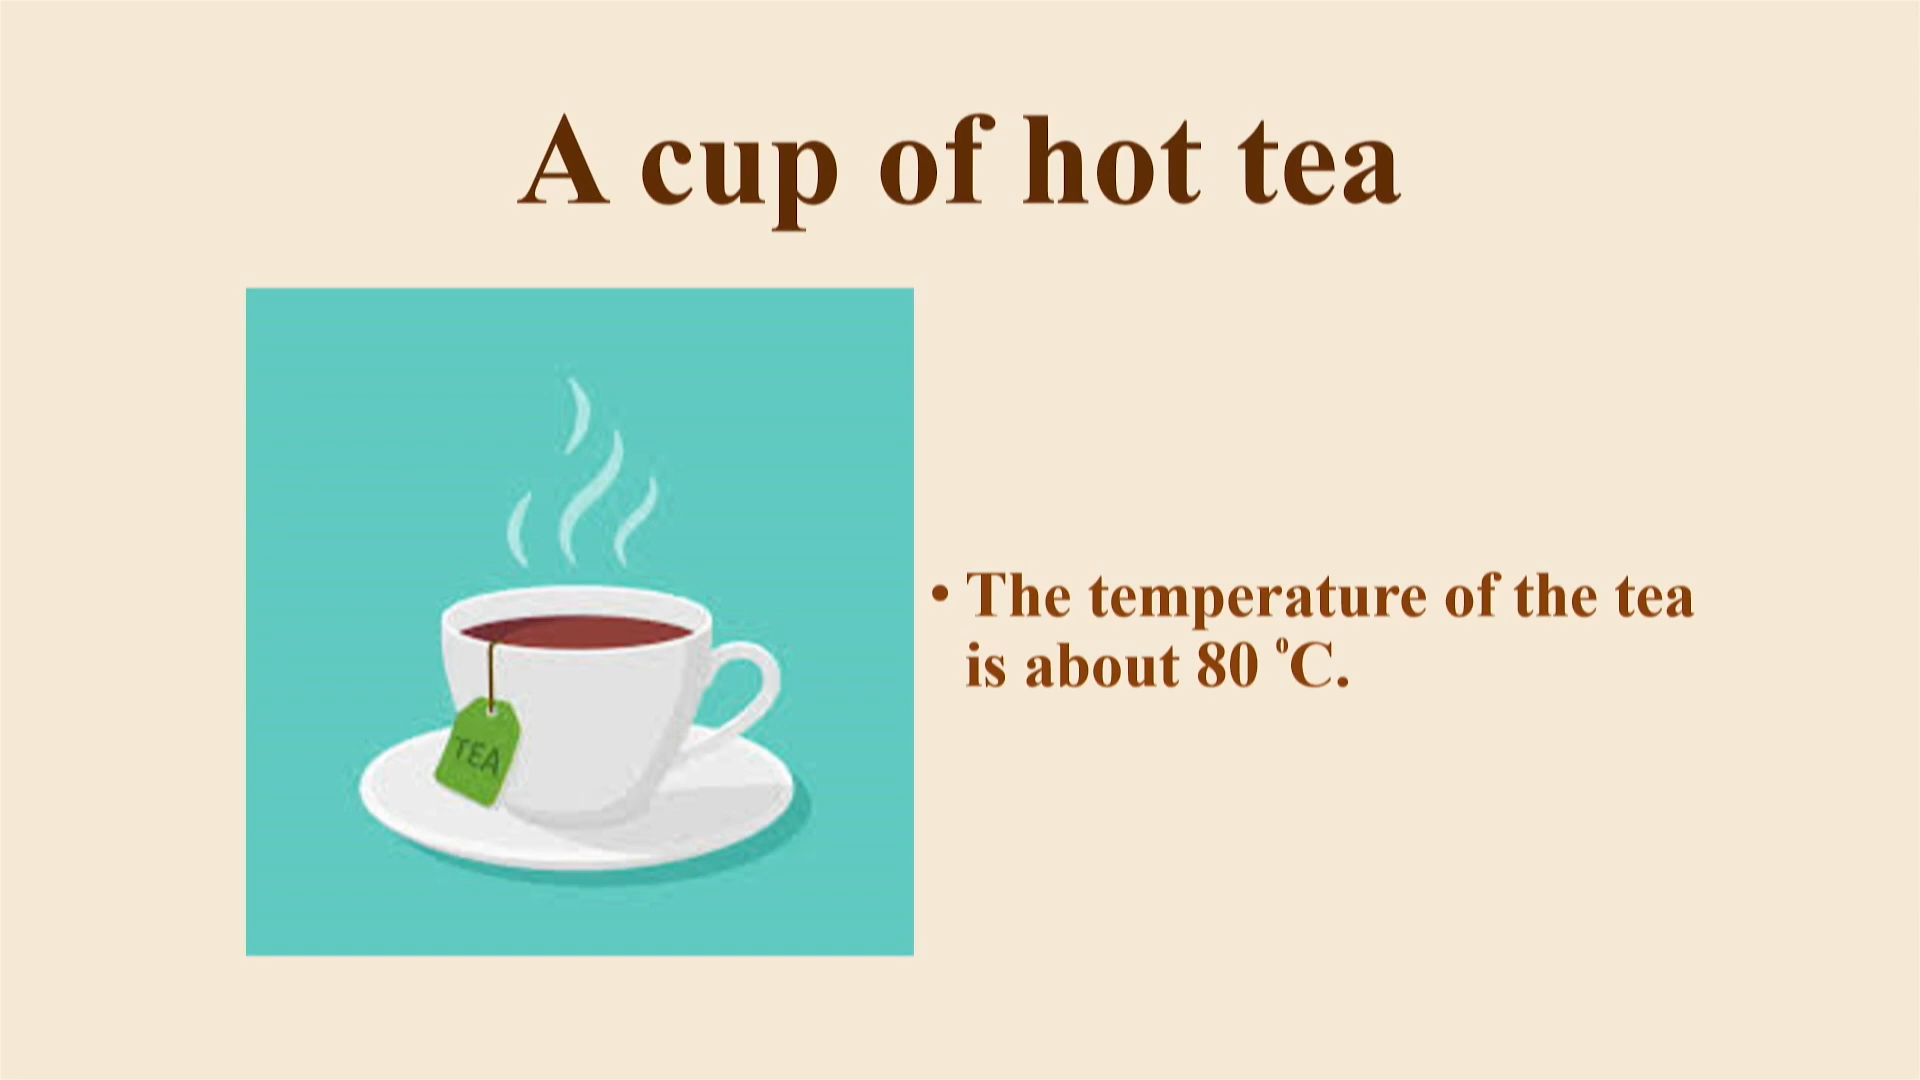 A cup of hot tea
TEA
• The temperature of the tea
is about 80 ºC.